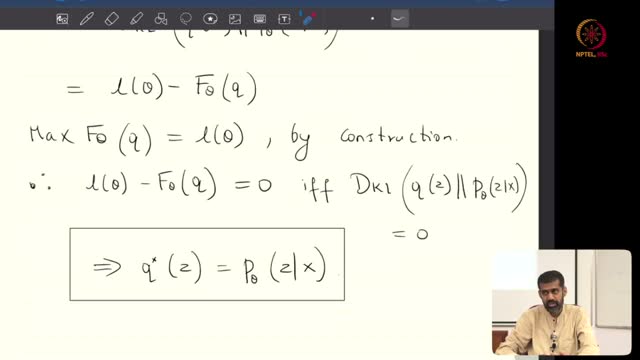 NPTEL
= l(θ) - Fθ(q)
Max Fθ(q) = l(θ), by construction.
∴ l(θ) - Fθ(q) = 0 iff DKL(q(z)||pθ(z|x))
= 0
⇒ q*(z) = pθ(z|x)